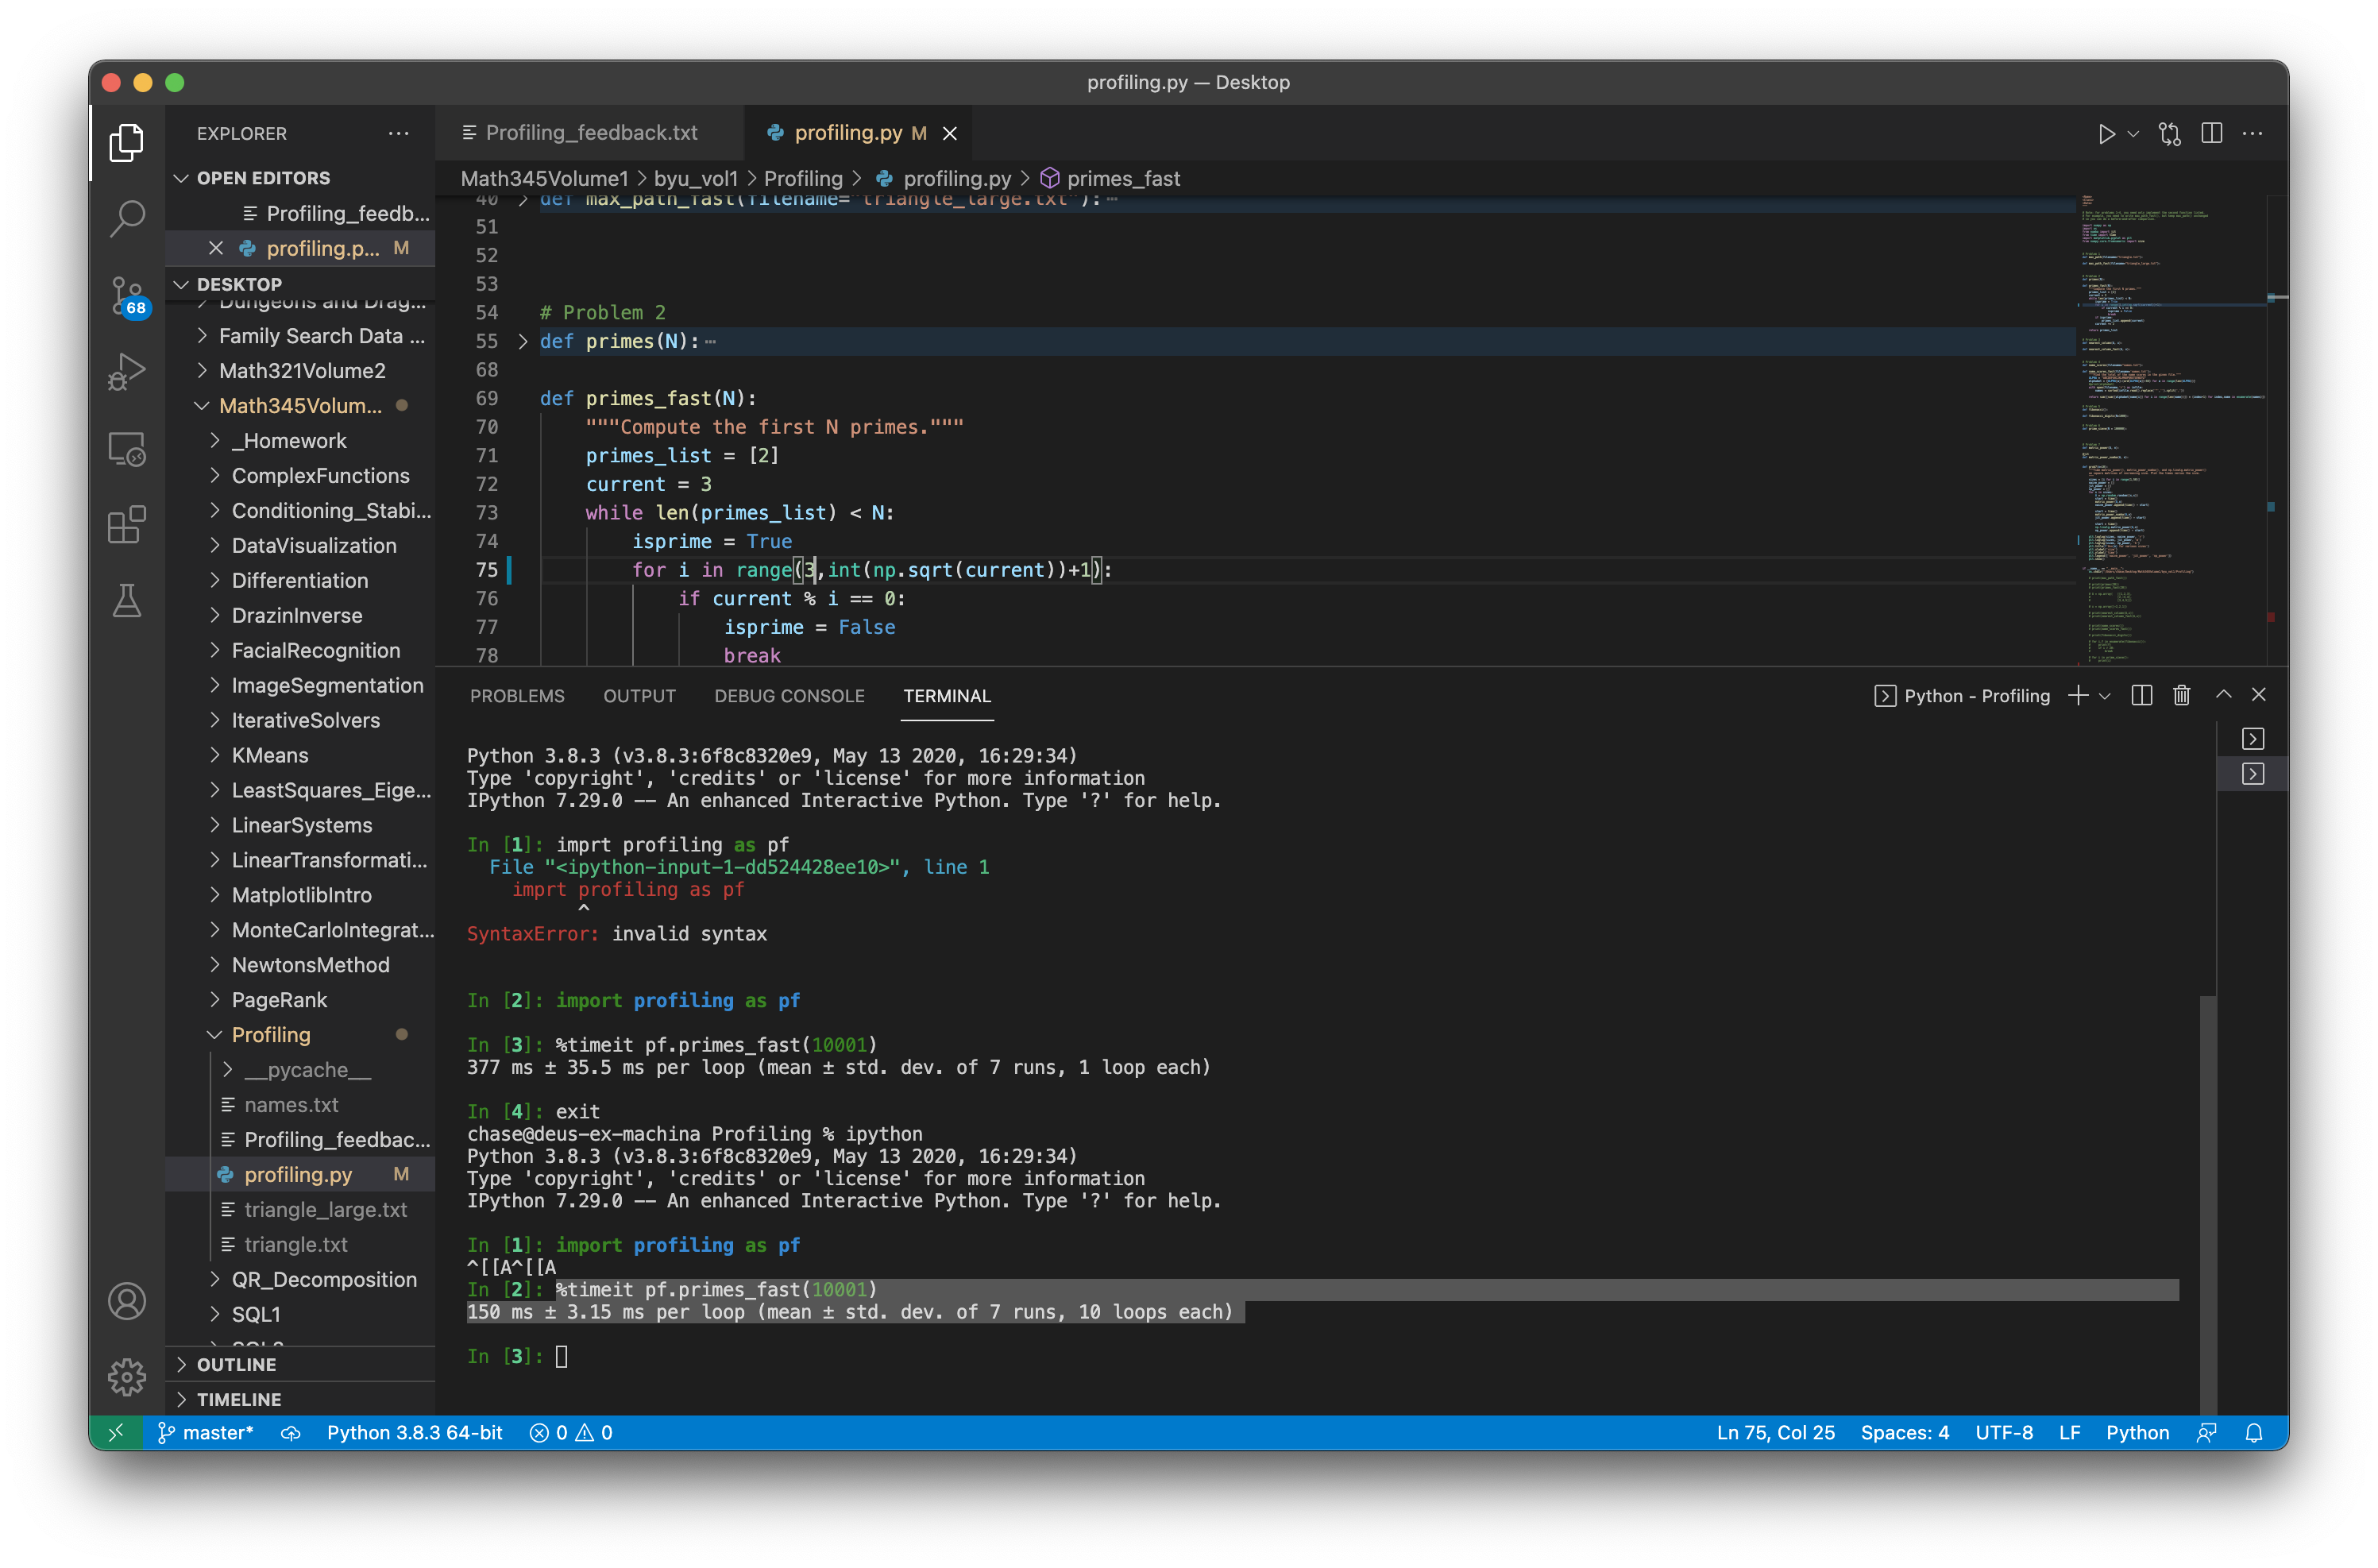 profiling.py — Desktop
EXPLORER
OPEN EDITORS
Profiling_feedb...
profiling.p... M
DESKTOP
Dungeons and Drag...
Family Search Data ...
Math321Volume2
Math345Volum...
_Homework
ComplexFunctions
Conditioning_Stabi...
DataVisualization
Differentiation
DrazinInverse
FacialRecognition
ImageSegmentation
IterativeSolvers
KMeans
LeastSquares_Eige...
LinearSystems
LinearTransformati...
MatplotlibIntro
MonteCarloIntegrat...
NewtonsMethod
PageRank
Profiling
__pycache__
names.txt
Profiling_feedbac...
profiling.py M
triangle_large.txt
triangle.txt
QR_Decomposition
SQL1
OUTLINE
TIMELINE
68
Profiling_feedback.txt
profiling.py M
Math345Volume1 > byu_vol1 > Profiling > profiling.py > primes_fast
40 def max_path_fast(filename="triangle_large.txt"):…
51
52
53
54 # Problem 2
55 def primes(N):…
68
69 def primes_fast(N):
70 """Compute the first N primes."""
71 primes_list = [2]
72 current = 3
73 while len(primes_list) < N:
74 isprime = True
75 for i in range(3,int(np.sqrt(current))+1):
76 if current % i == 0:
77 isprime = False
78 break
PROBLEMS OUTPUT DEBUG CONSOLE TERMINAL
Python - Profiling
Python 3.8.3 (v3.8.3:6f8c8320e9, May 13 2020, 16:29:34)
Type 'copyright', 'credits' or 'license' for more information
IPython 7.29.0 -- An enhanced Interactive Python. Type '?' for help.
In [1]: imprt profiling as pf
File "<ipython-input-1-dd524428ee10>", line 1
imprt profiling as pf
^
SyntaxError: invalid syntax
In [2]: import profiling as pf
In [3]: %timeit pf.primes_fast(10001)
377 ms ± 35.5 ms per loop (mean ± std. dev. of 7 runs, 1 loop each)
In [4]: exit
chase@deus-ex-machina Profiling % ipython
Python 3.8.3 (v3.8.3:6f8c8320e9, May 13 2020, 16:29:34)
Type 'copyright', 'credits' or 'license' for more information
IPython 7.29.0 -- An enhanced Interactive Python. Type '?' for help.
In [1]: import profiling as pf
^[[A^[[A
In [2]: %timeit pf.primes_fast(10001)
150 ms ± 3.15 ms per loop (mean ± std. dev. of 7 runs, 10 loops each)
In [3]:
master* Python 3.8.3 64-bit 0 0 Ln 75, Col 25 Spaces: 4 UTF-8 LF Python